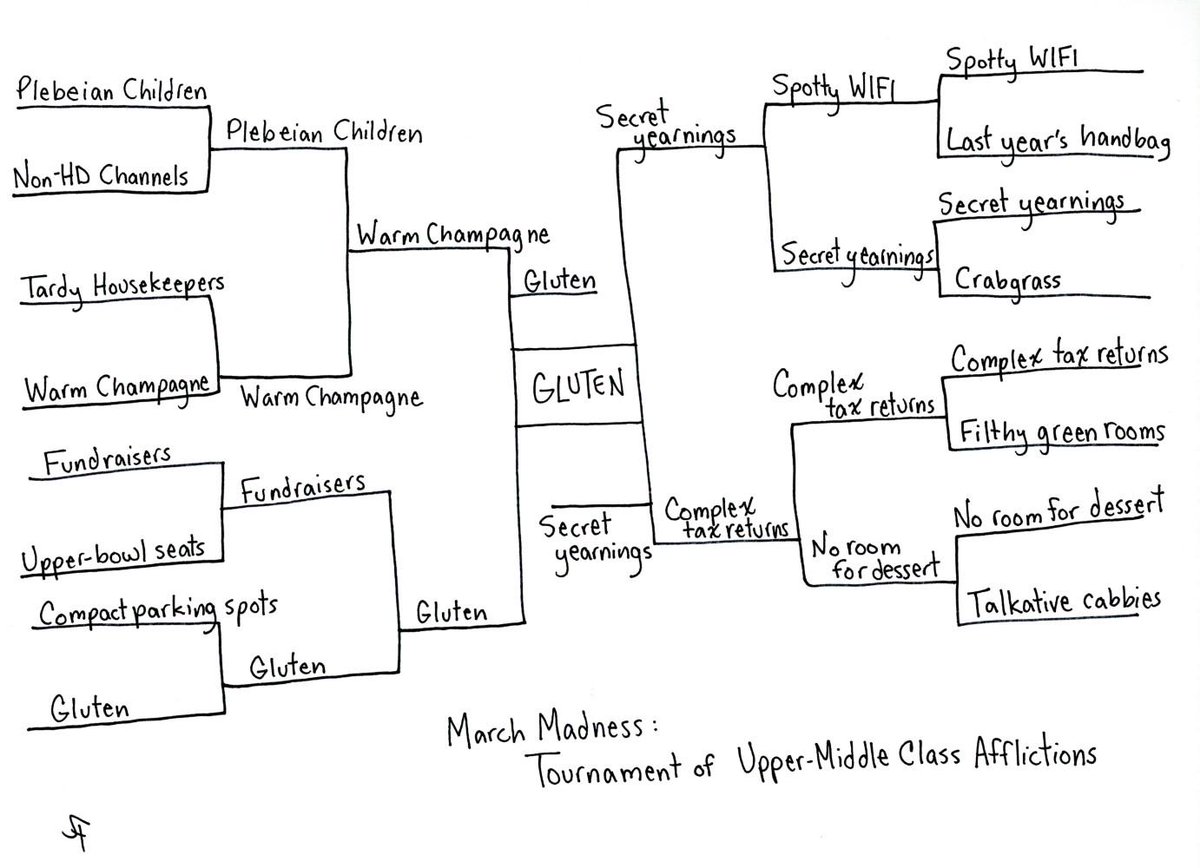 Plebeian Children
Non-HD Channels
Tardy Housekeepers
Warm Champagne
Fundraisers
Upper-bowl seats
Compact parking spots
Gluten
Plebeian Children
Warm Champagne
Fundraisers
Gluten
Warm Champagne
Gluten
Gluten
GLUTEN
Secret
yearnings
Secret
yearnings
Complex
tax returns
Spotty WIFI
Secret yearnings
Complex
tax returns
No room
for dessert
Spotty WIFI
Last year's handbag
Secret yearnings
Crabgrass
Complex tax returns
Filthy green rooms
No room for dessert
Talkative cabbies
March Madness:
Tournament of Upper-Middle Class Afflictions